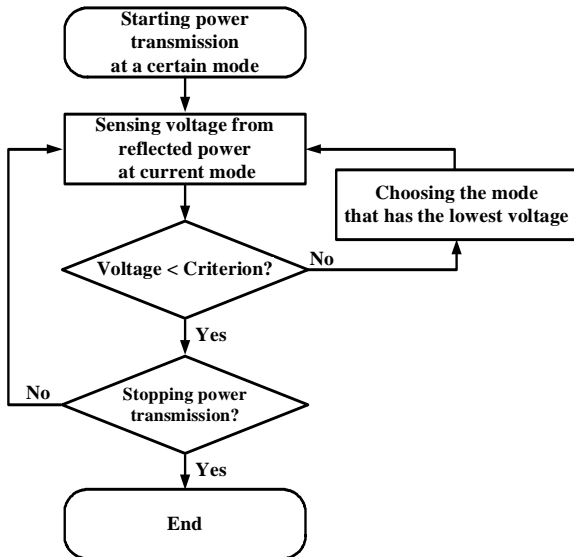 Starting power
transmission
at a certain mode
Sensing voltage from
reflected power
at current mode
Choosing the mode
that has the lowest voltage
Voltage < Criterion?
No
Yes
No
Stopping power
transmission?
Yes
End